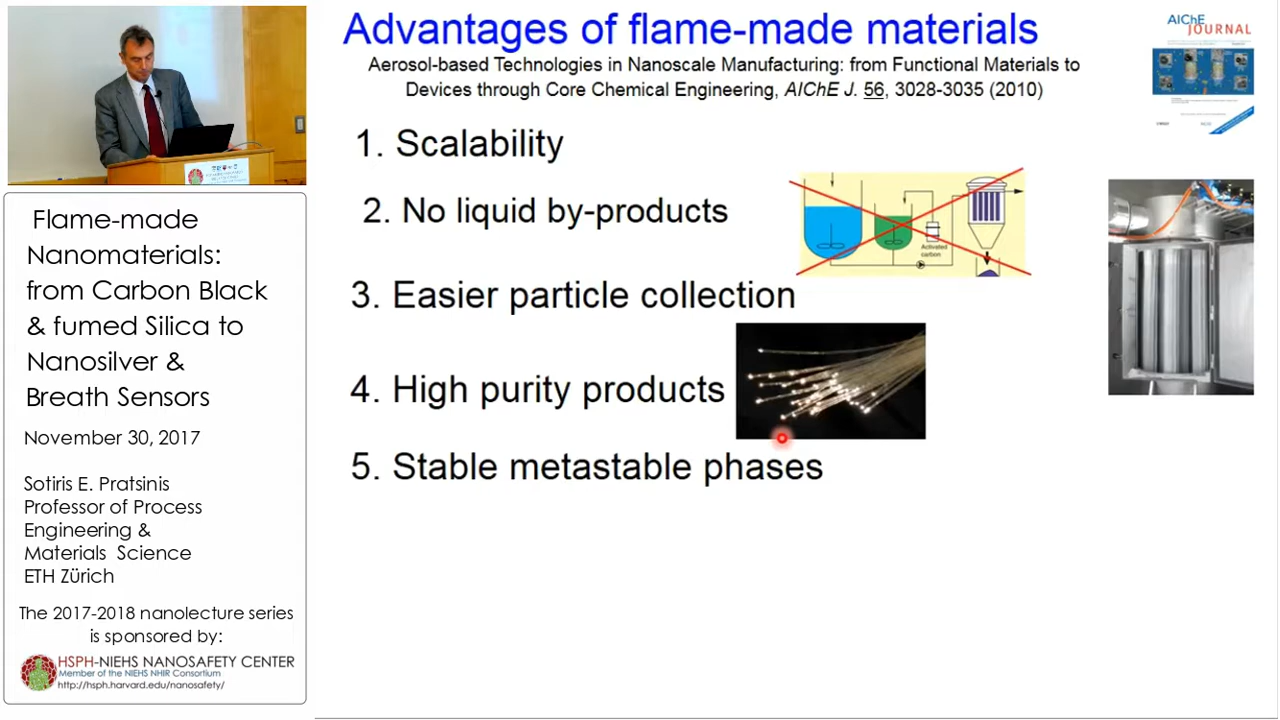 Advantages of flame-made materials
Aerosol-based Technologies in Nanoscale Manufacturing: from Functional Materials to
Devices through Core Chemical Engineering, AIChE J. 56, 3028-3035 (2010)
AIChE
JOURNAL
1. Scalability
2. No liquid by-products
Activated
carbon
3. Easier particle collection
4. High purity products
5. Stable metastable phases
Flame-made
Nanomaterials:
from Carbon Black
& fumed Silica to
Nanosilver &
Breath Sensors
November 30, 2017
Sotiris E. Pratsinis
Professor of Process
Engineering &
Materials Science
ETH Zürich
The 2017-2018 nanolecture series
is sponsored by:
HSPH-NIEHS NANOSAFETY CENTER
Member of the NIEHS NHIR Consortium
http://hsph.harvard.edu/nanosafety/